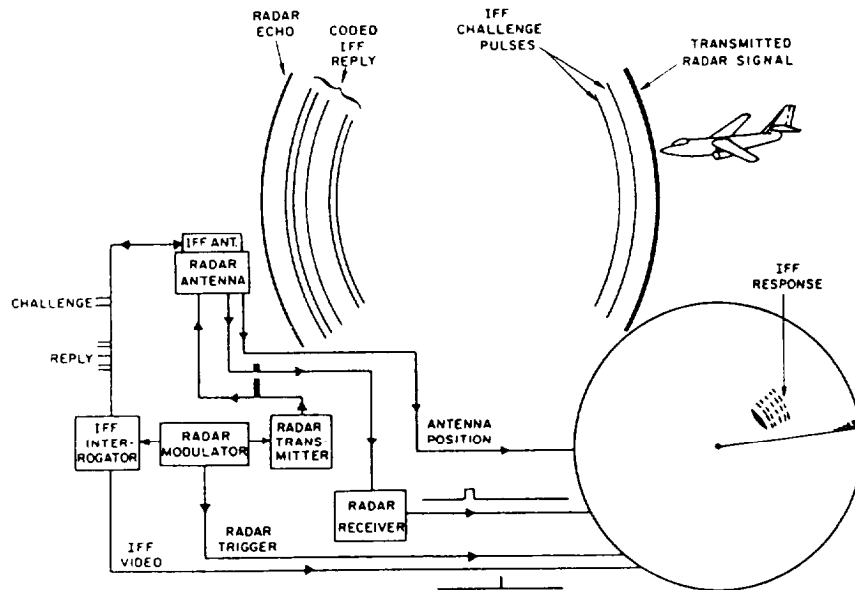 RADAR
ECHO
CODED
IFF
REPLY
IFF
CHALLENGE
PULSES
TRANSMITTED
RADAR SIGNAL
IFF ANT.
RADAR
ANTENNA
IFF
RESPONSE
CHALLENGE
REPLY
IFF
INTER-
ROGATOR
RADAR
MODULATOR
RADAR
TRANS-
MITTER
ANTENNA
POSITION
RADAR
RECEIVER
RADAR
TRIGGER
IFF
VIDEO